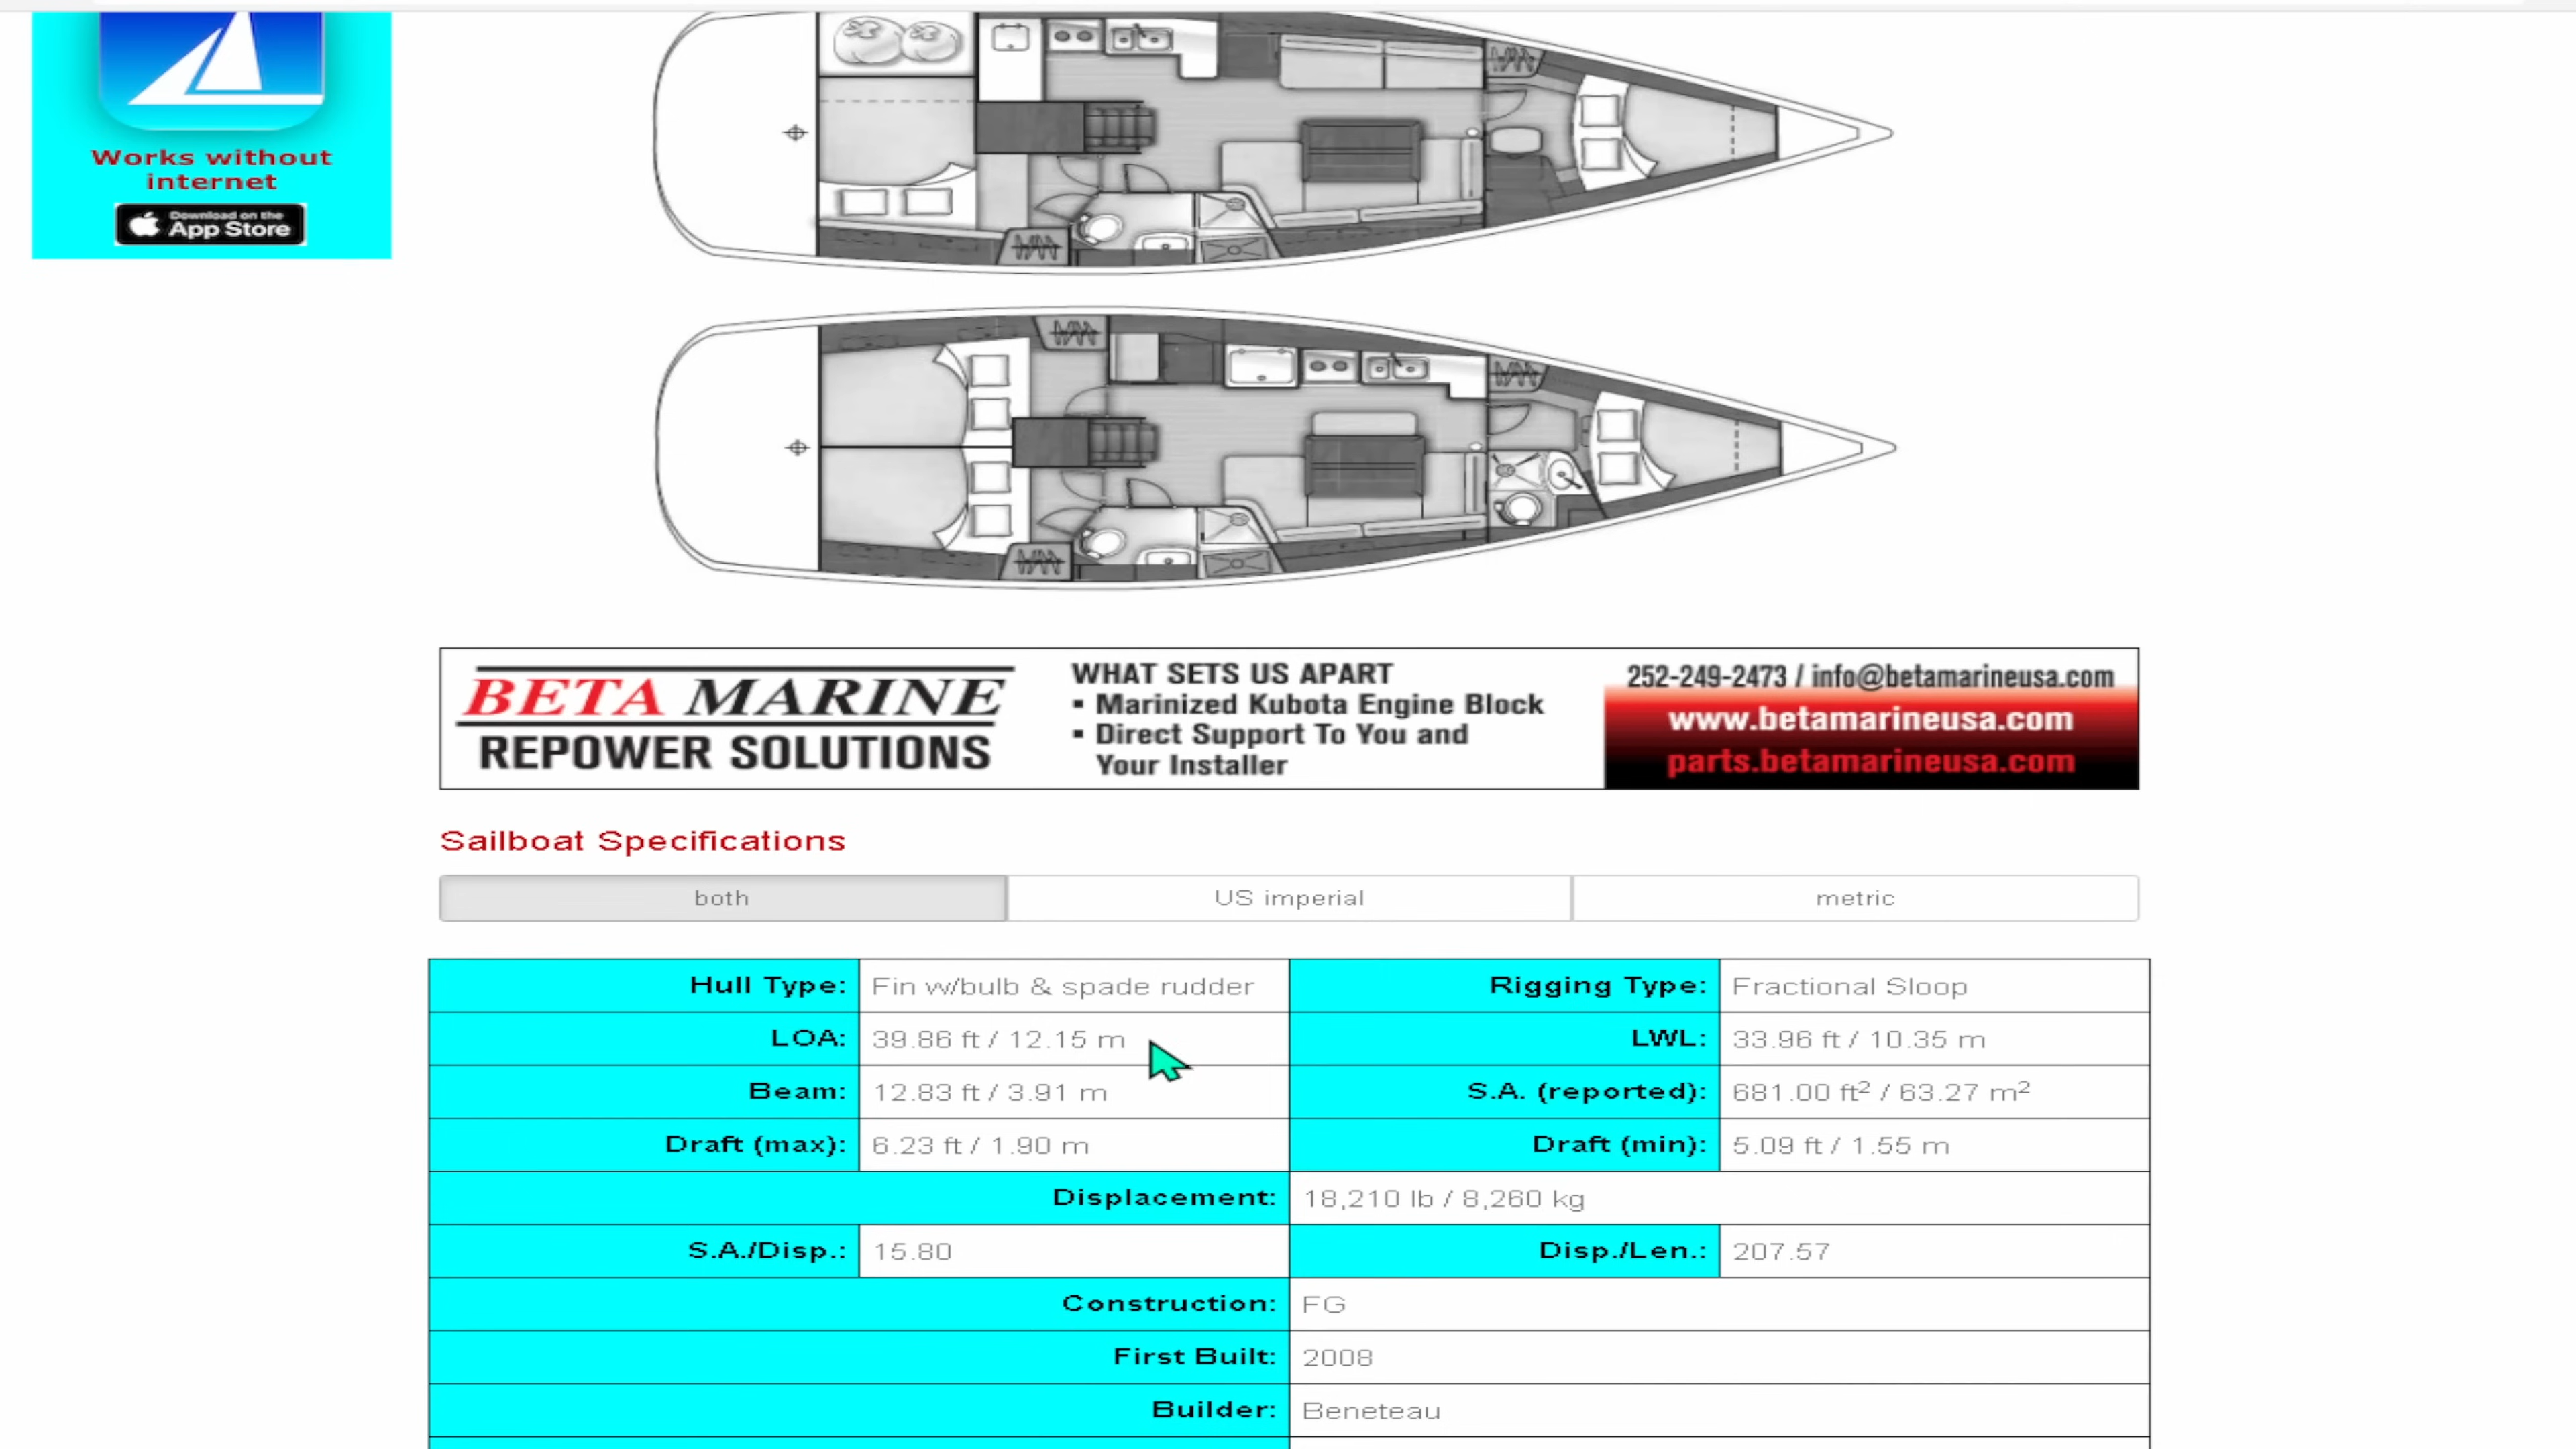 Works without
internet
Download on the
App Store
BETA MARINE
REPOWER SOLUTIONS
WHAT SETS US APART
▪ Marinized Kubota Engine Block
▪ Direct Support To You and
Your Installer
252-249-2473 / info@betamarineusa.com
www.betamarineusa.com
parts.betamarineusa.com
Sailboat Specifications
both US imperial metric
Hull Type: Fin w/bulb & spade rudder Rigging Type: Fractional Sloop
LOA: 39.86 ft / 12.15 m LWL: 33.96 ft / 10.35 m
Beam: 12.83 ft / 3.91 m S.A. (reported): 681.00 ft² / 63.27 m²
Draft (max): 6.23 ft / 1.90 m Draft (min): 5.09 ft / 1.55 m
Displacement: 18,210 lb / 8,260 kg
S.A./Disp.: 15.80 Disp./Len.: 207.57
Construction: FG
First Built: 2008
Builder: Beneteau